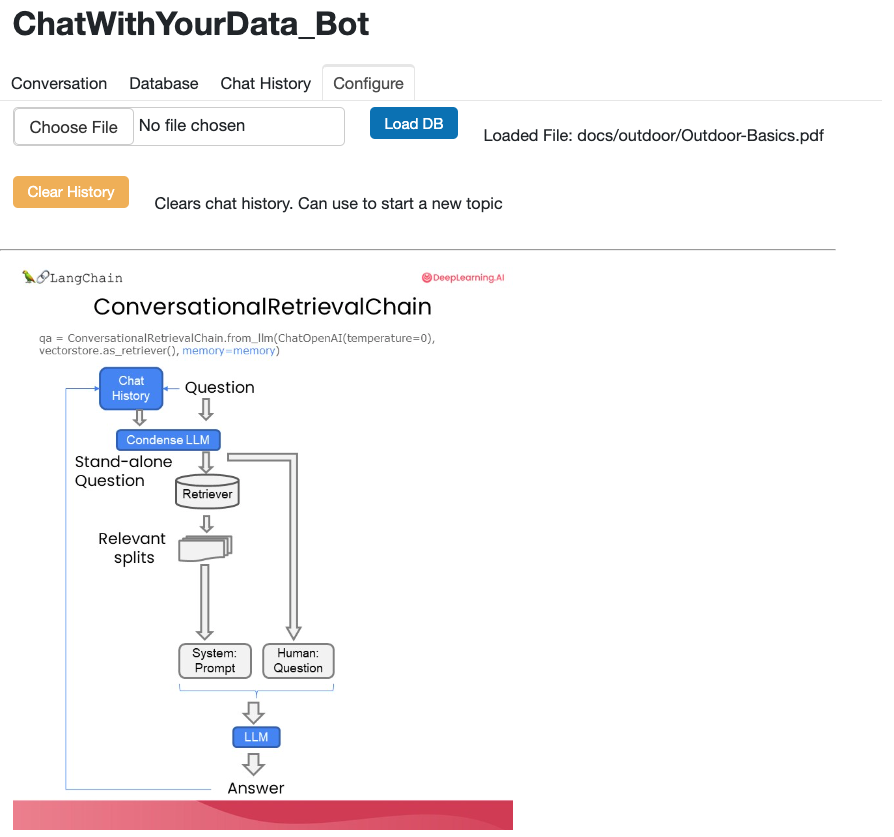 ChatWithYourData_Bot
Conversation Database Chat History Configure
Choose File No file chosen
Load DB
Loaded File: docs/outdoor/Outdoor-Basics.pdf
Clear History
Clears chat history. Can use to start a new topic
LangChain
DeepLearning.AI
ConversationalRetrievalChain
qa = ConversationalRetrievalChain.from_llm(ChatOpenAI(temperature=0),
vectorstore.as_retriever(), memory=memory)
Chat
History
Question
Condense LLM
Stand-alone
Question
Retriever
Relevant
splits
System:
Prompt
Human:
Question
LLM
Answer